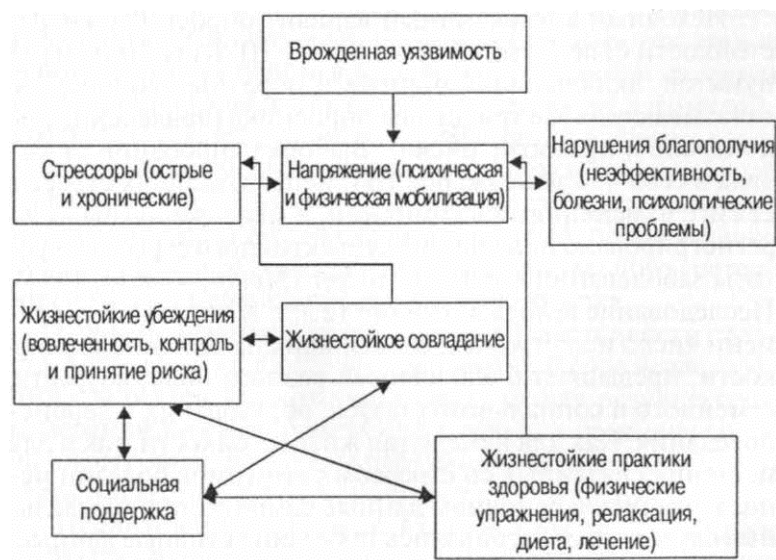 Врожденная уязвимость
Стрессоры (острые
и хронические)
Напряжение (психическая
и физическая мобилизация)
Нарушения благополучия
(неэффективность,
болезни, психологические
проблемы)
Жизнестойкие убеждения
(вовлеченность, контроль
и принятие риска)
Жизнестойкое совладание
Социальная
поддержка
Жизнестойкие практики
здоровья (физические
упражнения, релаксация,
диета, лечение)